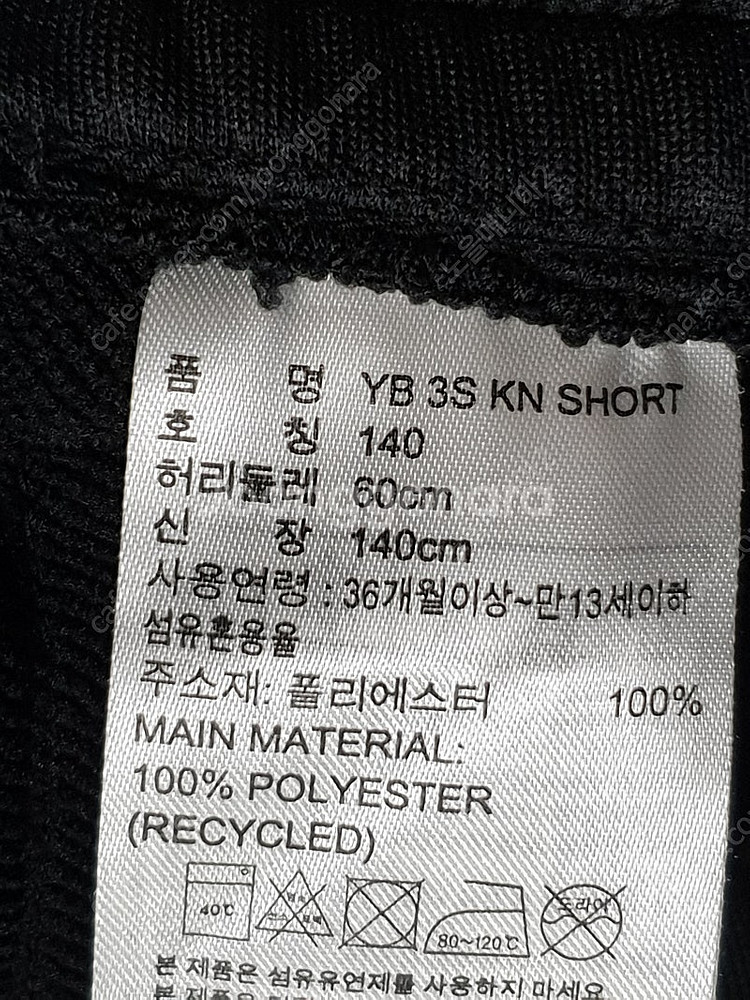 품 명 YB 3S KN SHORT
호 칭 140
허리둘레 60cm
신 장 140cm
사용연령 : 36개월이상~만13세이하
섬유혼용율
주소재: 폴리에스터 100%
MAIN MATERIAL:
100% POLYESTER
(RECYCLED)
40℃ 80~120℃ 드라이
본 제품은 섬유유연제를 사용하지 마세요